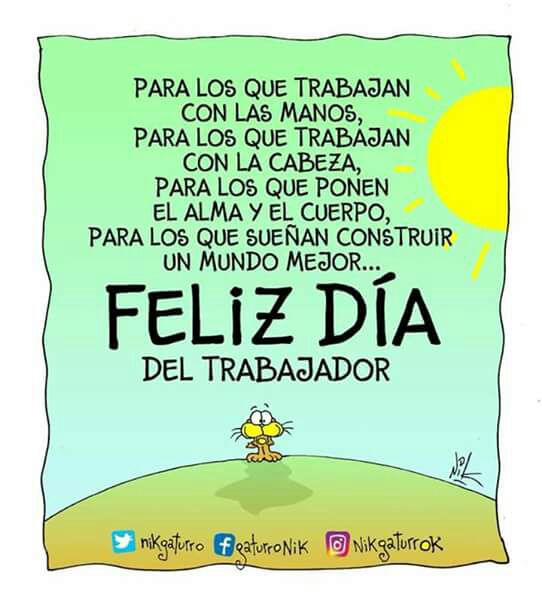 PARA LOS QUE TRABAJAN
CON LAS MANOS,
PARA LOS QUE TRABAJAN
CON LA CABEZA,
PARA LOS QUE PONEN
EL ALMA Y EL CUERPO,
PARA LOS QUE SUEÑAN CONSTRUIR
UN MUNDO MEJOR...
FELIZ DÍA
DEL TRABAJADOR
NiK
nikgaturro gaturroNik NikgaturroK